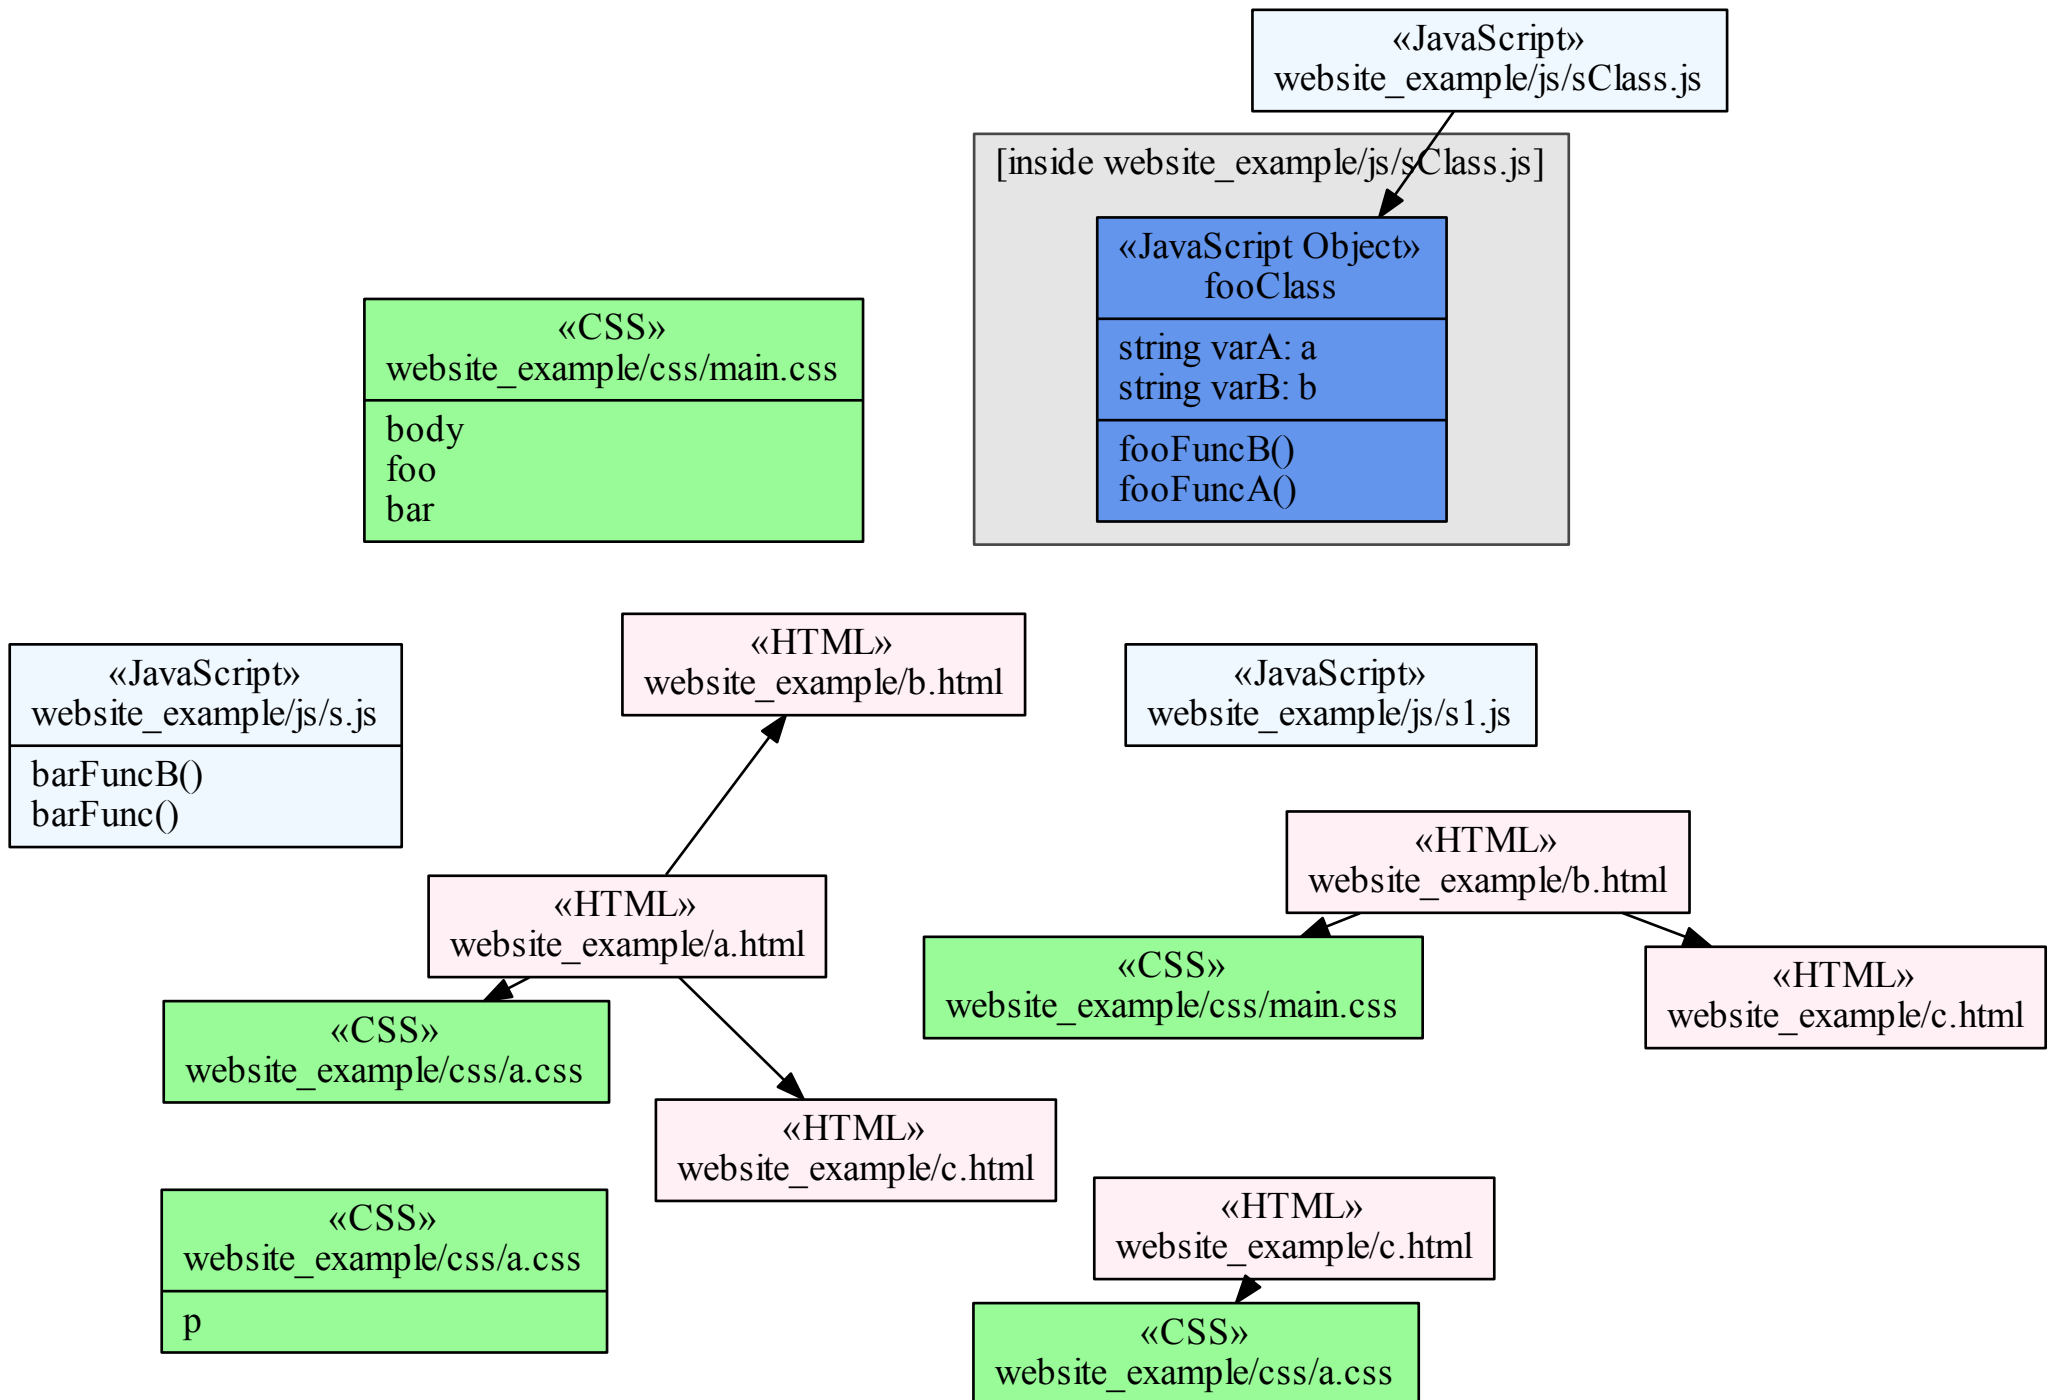 «JavaScript»
website_example/js/sClass.js
[inside website_example/js/sClass.js]
«JavaScript Object»
fooClass
string varA: a
string varB: b
fooFuncB()
fooFuncA()
«CSS»
website_example/css/main.css
body
foo
bar
«HTML»
website_example/b.html
«JavaScript»
website_example/js/s.js
barFuncB()
barFunc()
«JavaScript»
website_example/js/s1.js
«HTML»
website_example/b.html
«HTML»
website_example/a.html
«CSS»
website_example/css/main.css
«HTML»
website_example/c.html
«CSS»
website_example/css/a.css
«HTML»
website_example/c.html
«CSS»
website_example/css/a.css
p
«HTML»
website_example/c.html
«CSS»
website_example/css/a.css